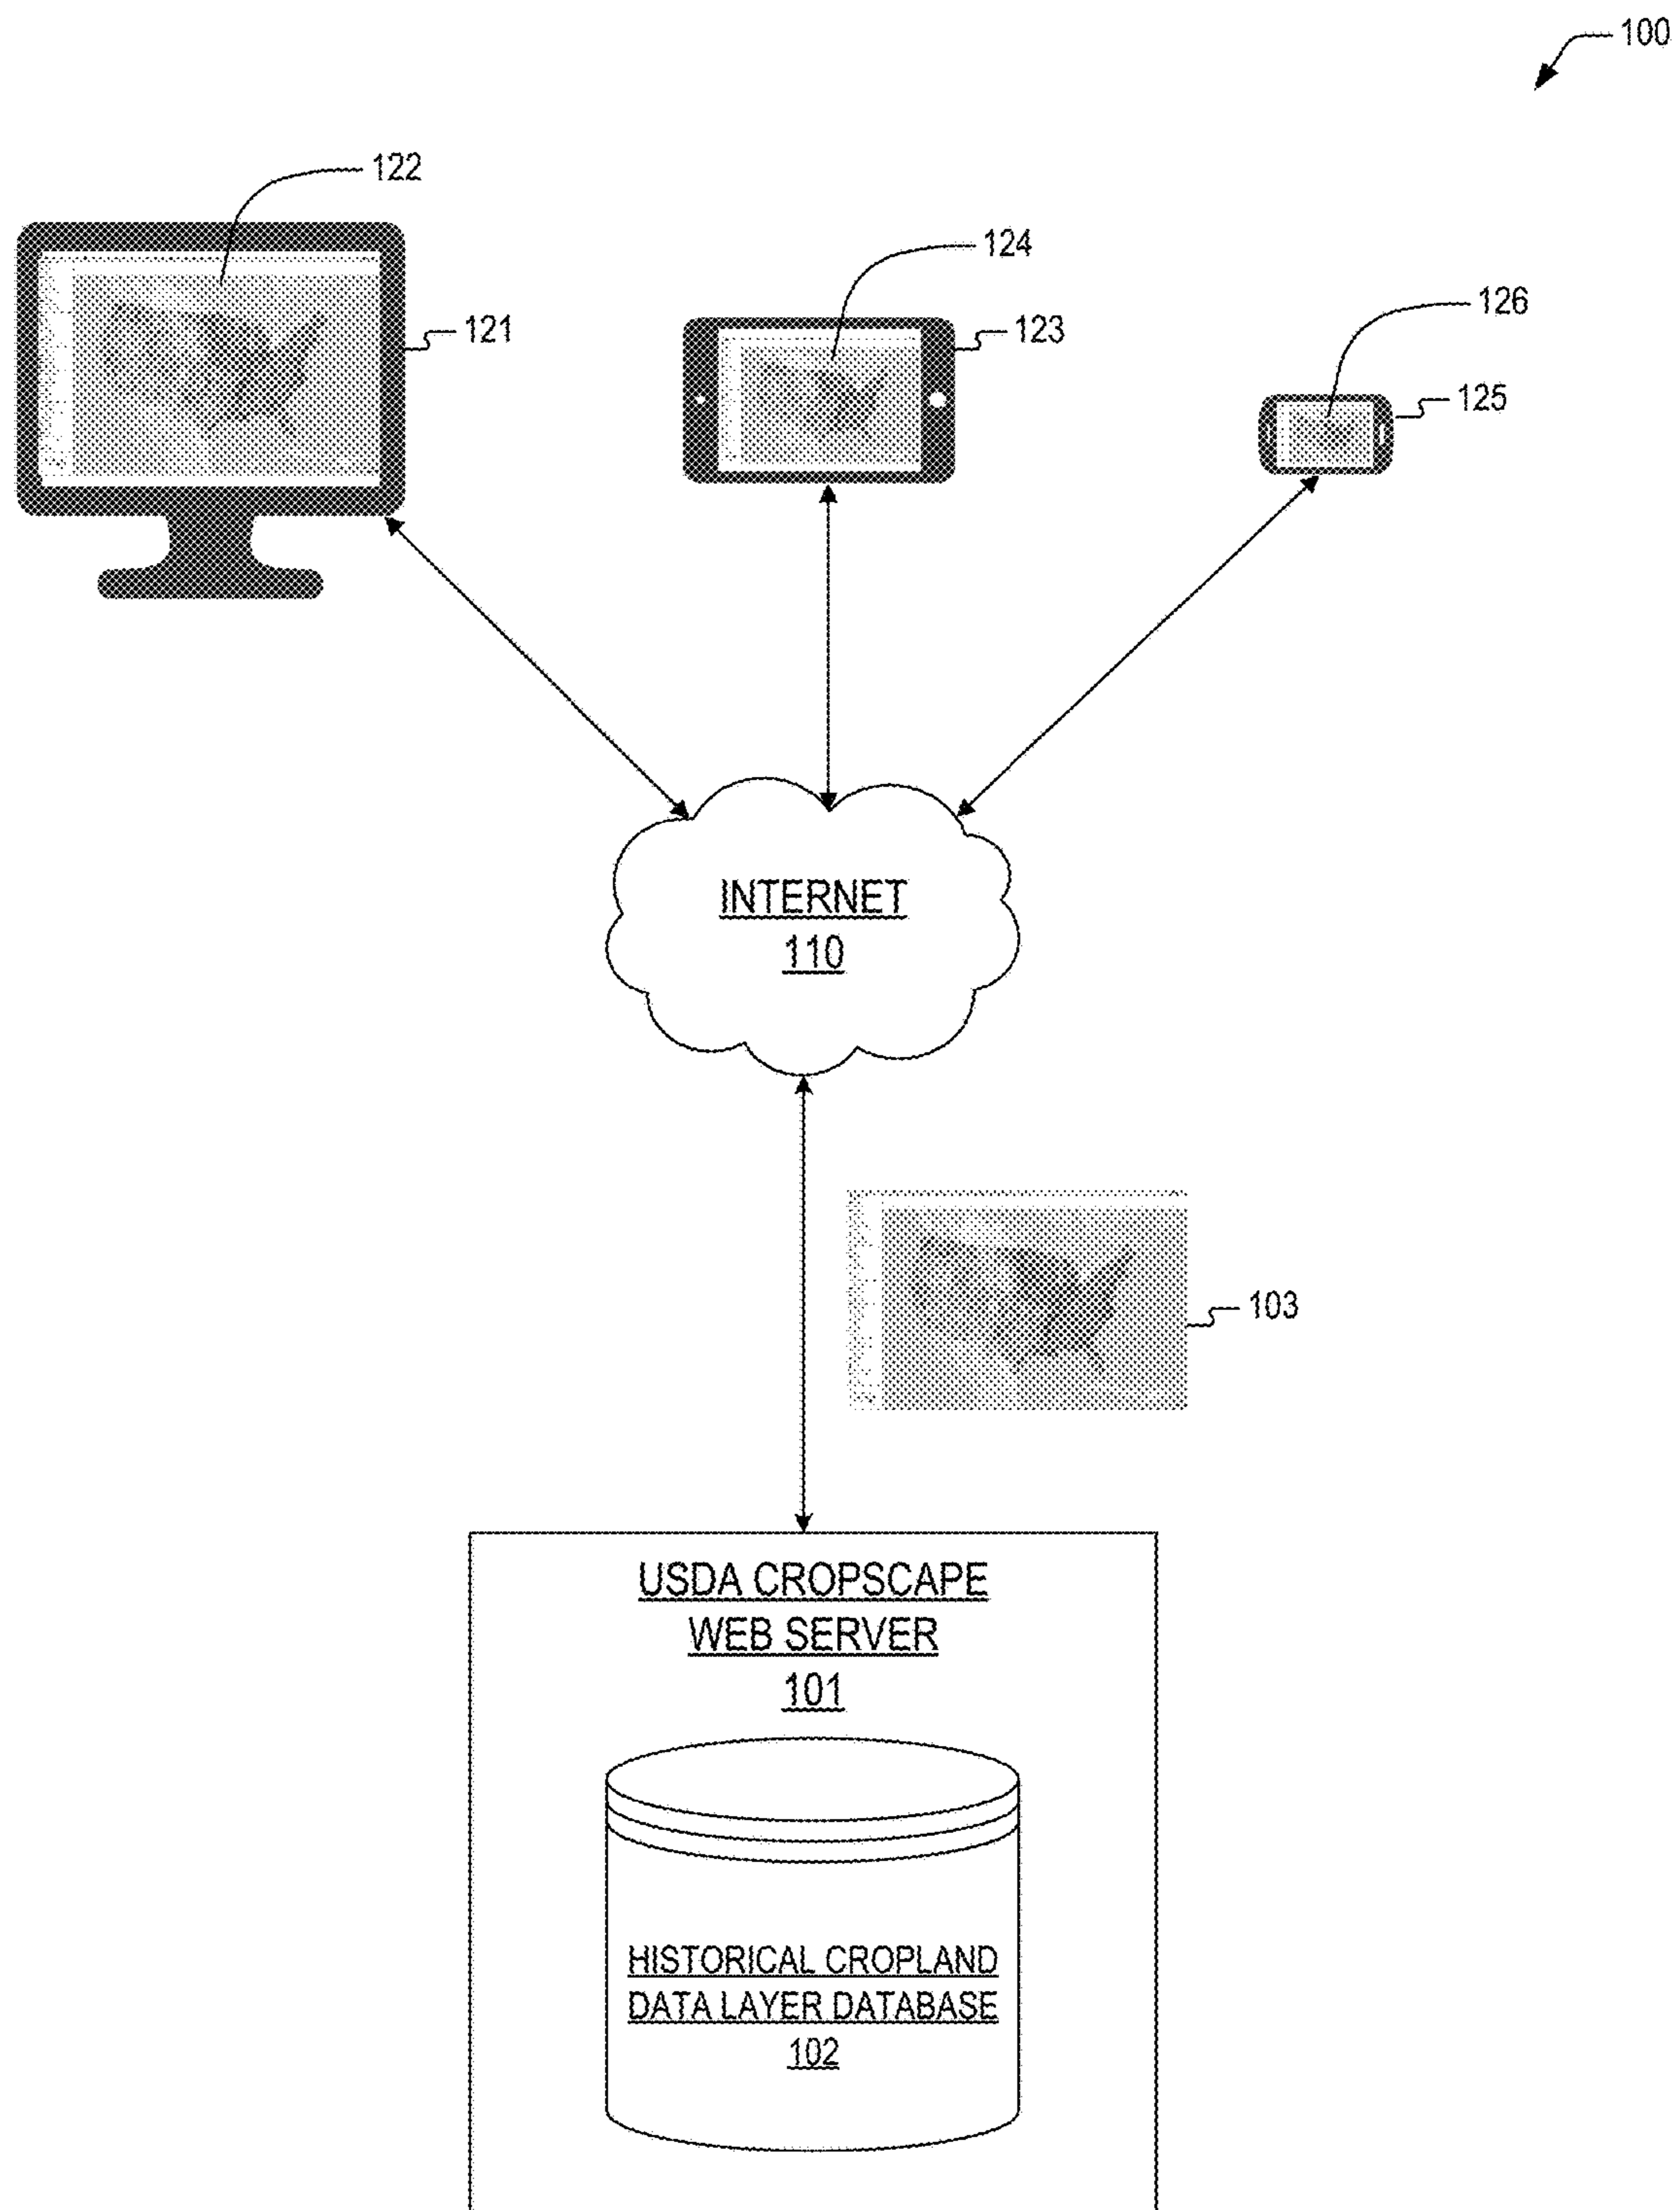 100
122
124
126
121
123
125
INTERNET
110
103
USDA CROPSCAPE
WEB SERVER
101
HISTORICAL CROPLAND
DATA LAYER DATABASE
102